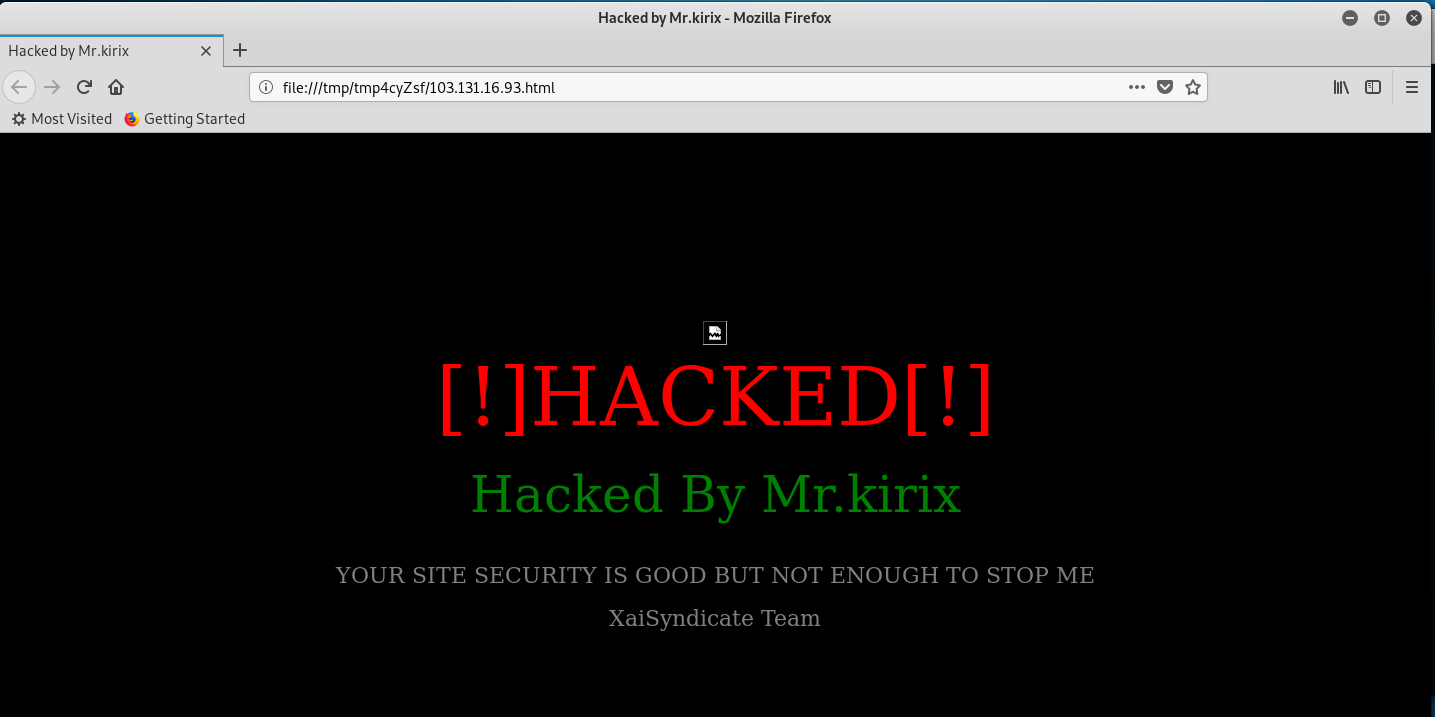 Hacked by Mr.kirix - Mozilla Firefox
Hacked by Mr.kirix
file:///tmp/tmp4cyZsf/103.131.16.93.html
Most Visited Getting Started
[!]HACKED[!]
Hacked By Mr.kirix
YOUR SITE SECURITY IS GOOD BUT NOT ENOUGH TO STOP ME
XaiSyndicate Team